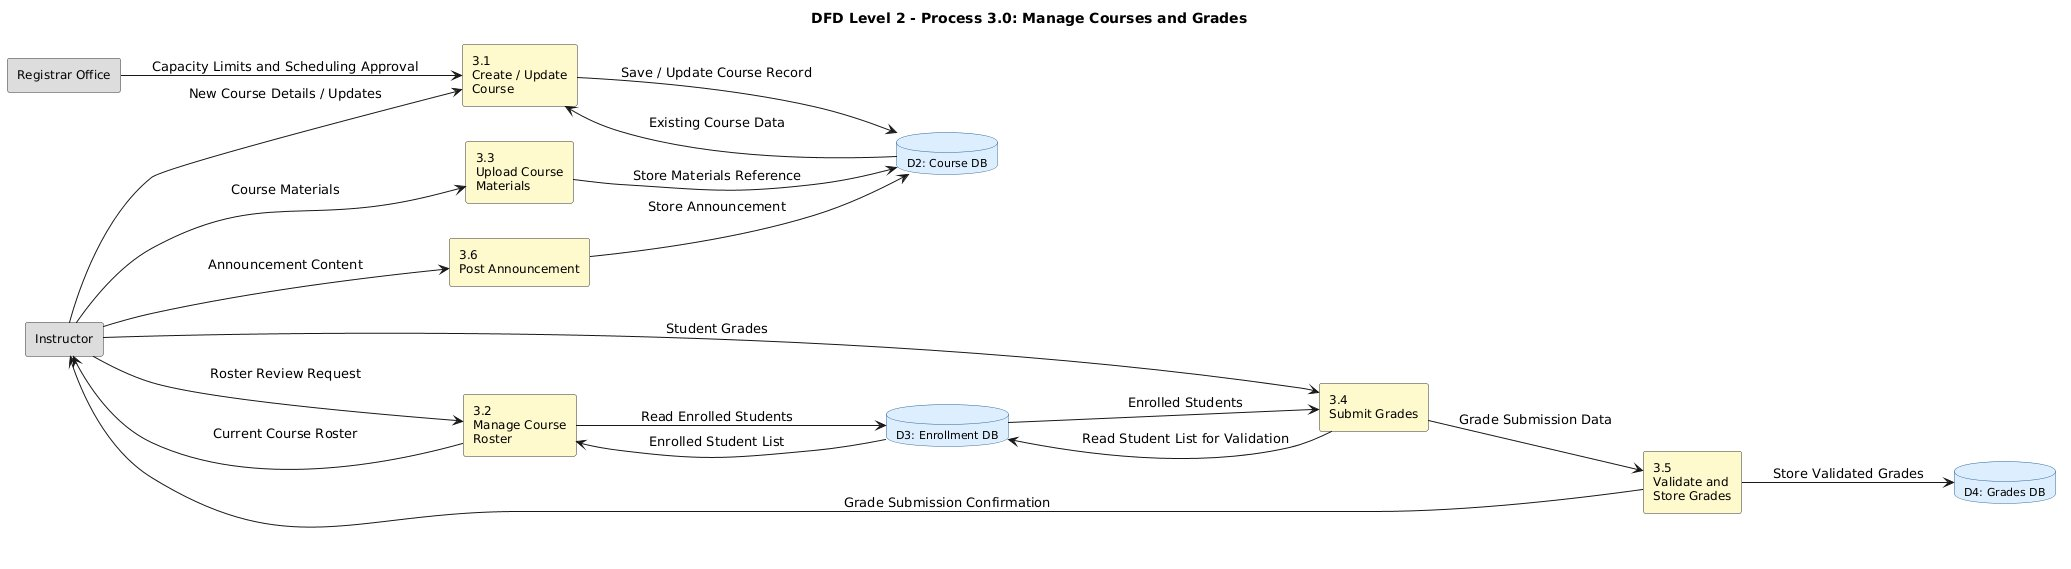 DFD Level 2 - Process 3.0: Manage Courses and Grades
Registrar Office
Capacity Limits and Scheduling Approval
New Course Details / Updates
3.1
Create / Update
Course
Save / Update Course Record
Existing Course Data
D2: Course DB
Course Materials
3.3
Upload Course
Materials
Store Materials Reference
Store Announcement
Announcement Content
3.6
Post Announcement
Instructor
Student Grades
Roster Review Request
Current Course Roster
3.2
Manage Course
Roster
Read Enrolled Students
Enrolled Student List
D3: Enrollment DB
Enrolled Students
Read Student List for Validation
3.4
Submit Grades
Grade Submission Data
3.5
Validate and
Store Grades
Store Validated Grades
D4: Grades DB
Grade Submission Confirmation